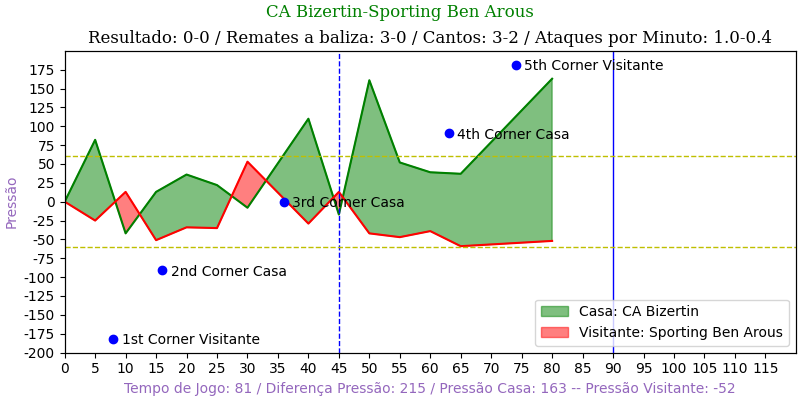 CA Bizertin-Sporting Ben Arous
Resultado: 0-0 / Remates a baliza: 3-0 / Cantos: 3-2 / Ataques por Minuto: 1.0-0.4
Pressão
175
150
125
100
75
50
25
0
-25
-50
-75
-100
-125
-150
-175
-200
5th Corner Visitante
4th Corner Casa
3rd Corner Casa
2nd Corner Casa
1st Corner Visitante
Casa: CA Bizertin
Visitante: Sporting Ben Arous
0 5 10 15 20 25 30 35 40 45 50 55 60 65 70 75 80 85 90 95 100 105 110 115
Tempo de Jogo: 81 / Diferença Pressão: 215 / Pressão Casa: 163 -- Pressão Visitante: -52